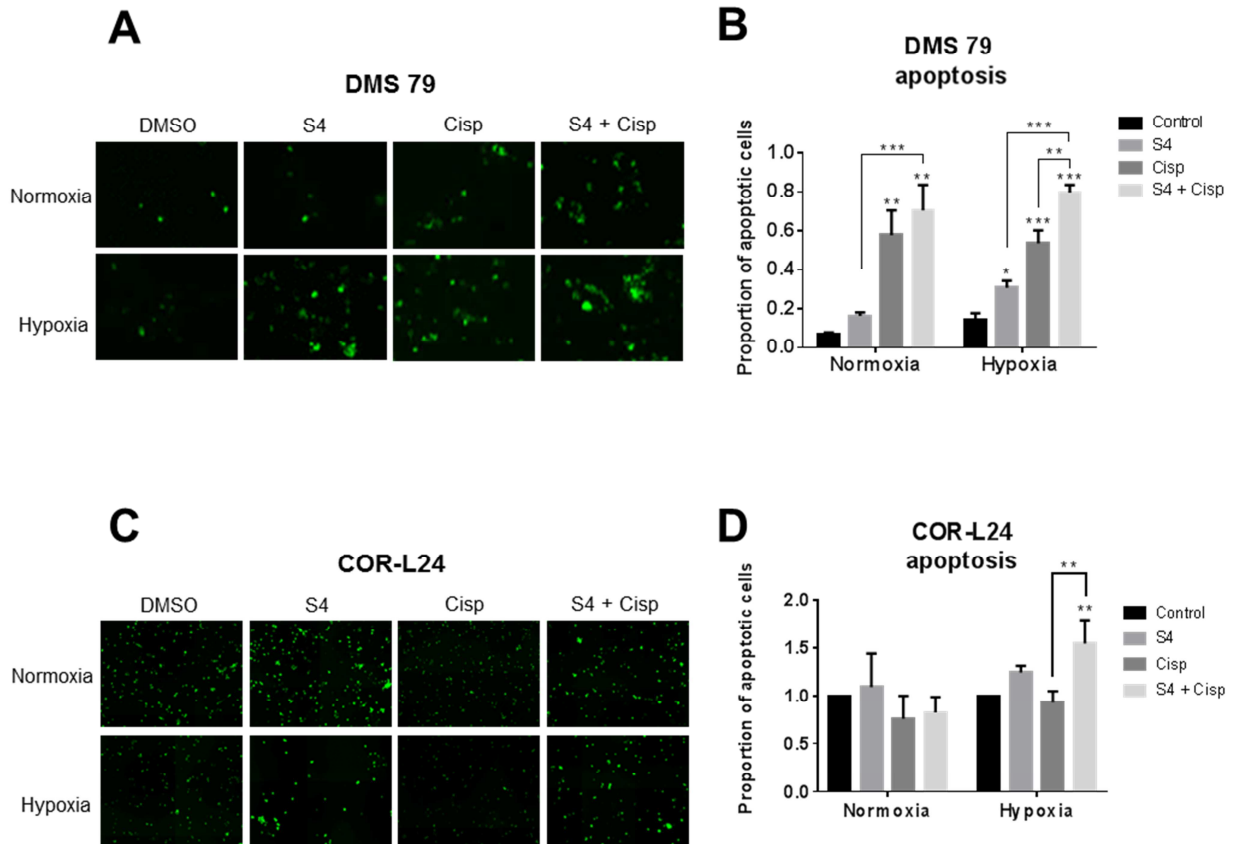 A
DMS 79
DMSO S4 Cisp S4 + Cisp
Normoxia
Hypoxia
B
DMS 79
apoptosis
Proportion of apoptotic cells
1.0
0.8
0.6
0.4
0.2
0.0
***
**
**
***
**
***
***
*
Normoxia Hypoxia
Control
S4
Cisp
S4 + Cisp
C
COR-L24
DMSO S4 Cisp S4 + Cisp
Normoxia
Hypoxia
D
COR-L24
apoptosis
Proportion of apoptotic cells
2.0
1.5
1.0
0.5
0.0
**
**
Normoxia Hypoxia
Control
S4
Cisp
S4 + Cisp